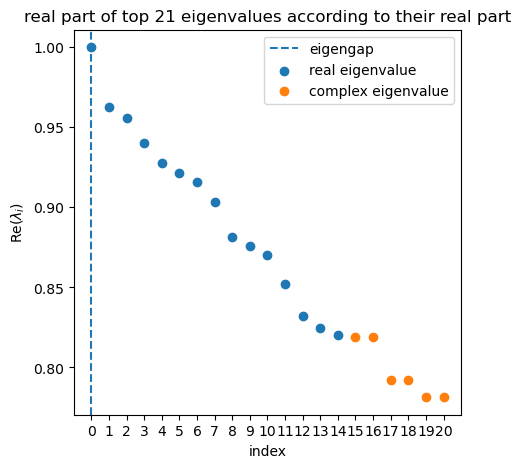 real part of top 21 eigenvalues according to their real part
eigengap
real eigenvalue
complex eigenvalue
1.00
0.95
0.90
0.85
0.80
Re(λᵢ)
0 1 2 3 4 5 6 7 8 9 10 11 12 13 14 15 16 17 18 19 20
index